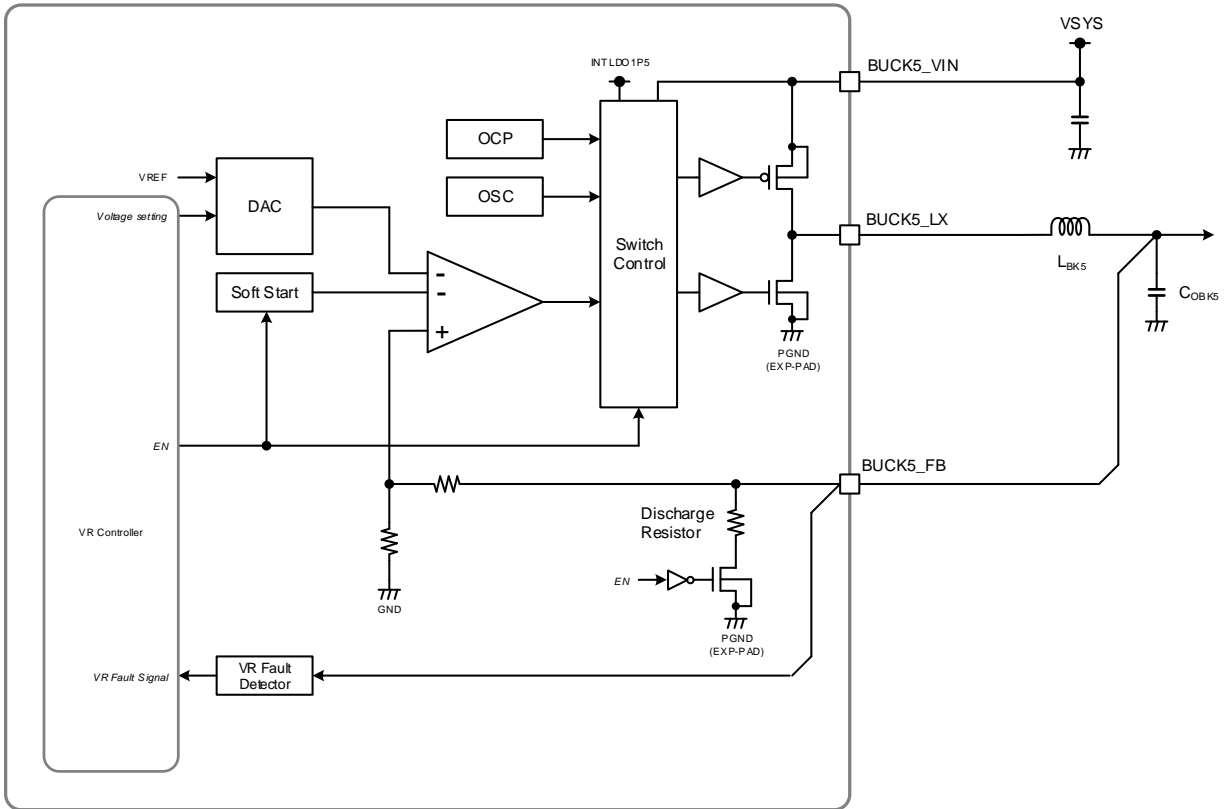 VSYS
BUCK5_VIN
INTLDO1P5
OCP
VREF
DAC
OSC
Voltage setting
BUCK5_LX
Switch
Control
-
-
+
LBK5
Soft Start
COBK5
PGND
(EXP-PAD)
EN
BUCK5_FB
Discharge
Resistor
VR Controller
EN
GND
PGND
(EXP-PAD)
VR Fault Signal
VR Fault
Detector